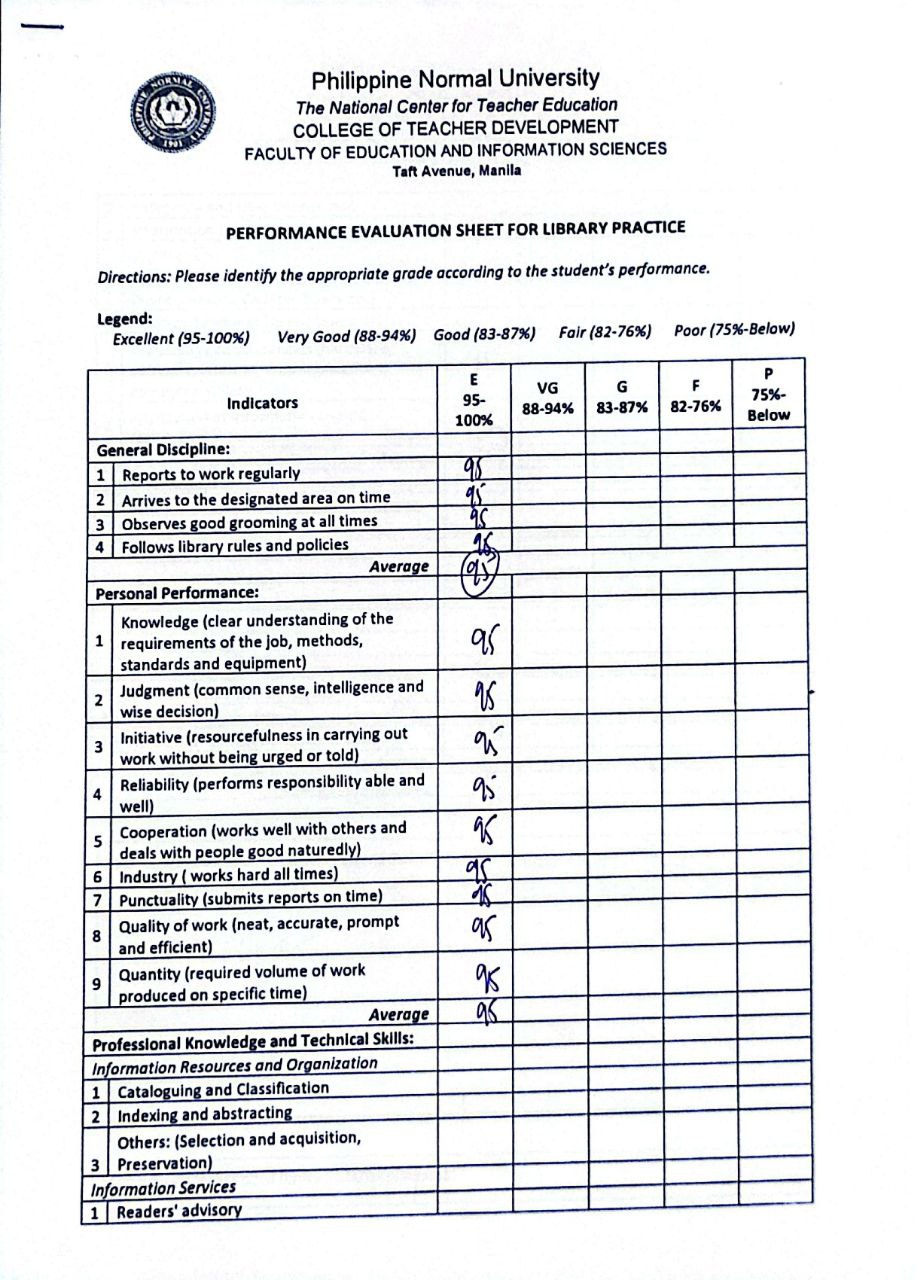 PHILIPPINE NORMAL UNIVERSITY
1901
Philippine Normal University
The National Center for Teacher Education
COLLEGE OF TEACHER DEVELOPMENT
FACULTY OF EDUCATION AND INFORMATION SCIENCES
Taft Avenue, Manila
PERFORMANCE EVALUATION SHEET FOR LIBRARY PRACTICE
Directions: Please identify the appropriate grade according to the student's performance.
Legend:
Excellent (95-100%) Very Good (88-94%) Good (83-87%) Fair (82-76%) Poor (75%-Below)
Indicators
E
95-
100%
VG
88-94%
G
83-87%
F
82-76%
P
75%-
Below
General Discipline:
1 Reports to work regularly 95
2 Arrives to the designated area on time 95
3 Observes good grooming at all times 95
4 Follows library rules and policies 95
Average 95
Personal Performance:
1 Knowledge (clear understanding of the
requirements of the job, methods,
standards and equipment) 95
2 Judgment (common sense, intelligence and
wise decision) 95
3 Initiative (resourcefulness in carrying out
work without being urged or told) 95
4 Reliability (performs responsibility able and
well) 95
5 Cooperation (works well with others and
deals with people good naturedly) 95
6 Industry ( works hard all times) 95
7 Punctuality (submits reports on time) 95
8 Quality of work (neat, accurate, prompt
and efficient) 95
9 Quantity (required volume of work
produced on specific time) 95
Average 95
Professional Knowledge and Technical Skills:
Information Resources and Organization
1 Cataloguing and Classification
2 Indexing and abstracting
Others: (Selection and acquisition,
3 Preservation)
Information Services
1 Readers' advisory